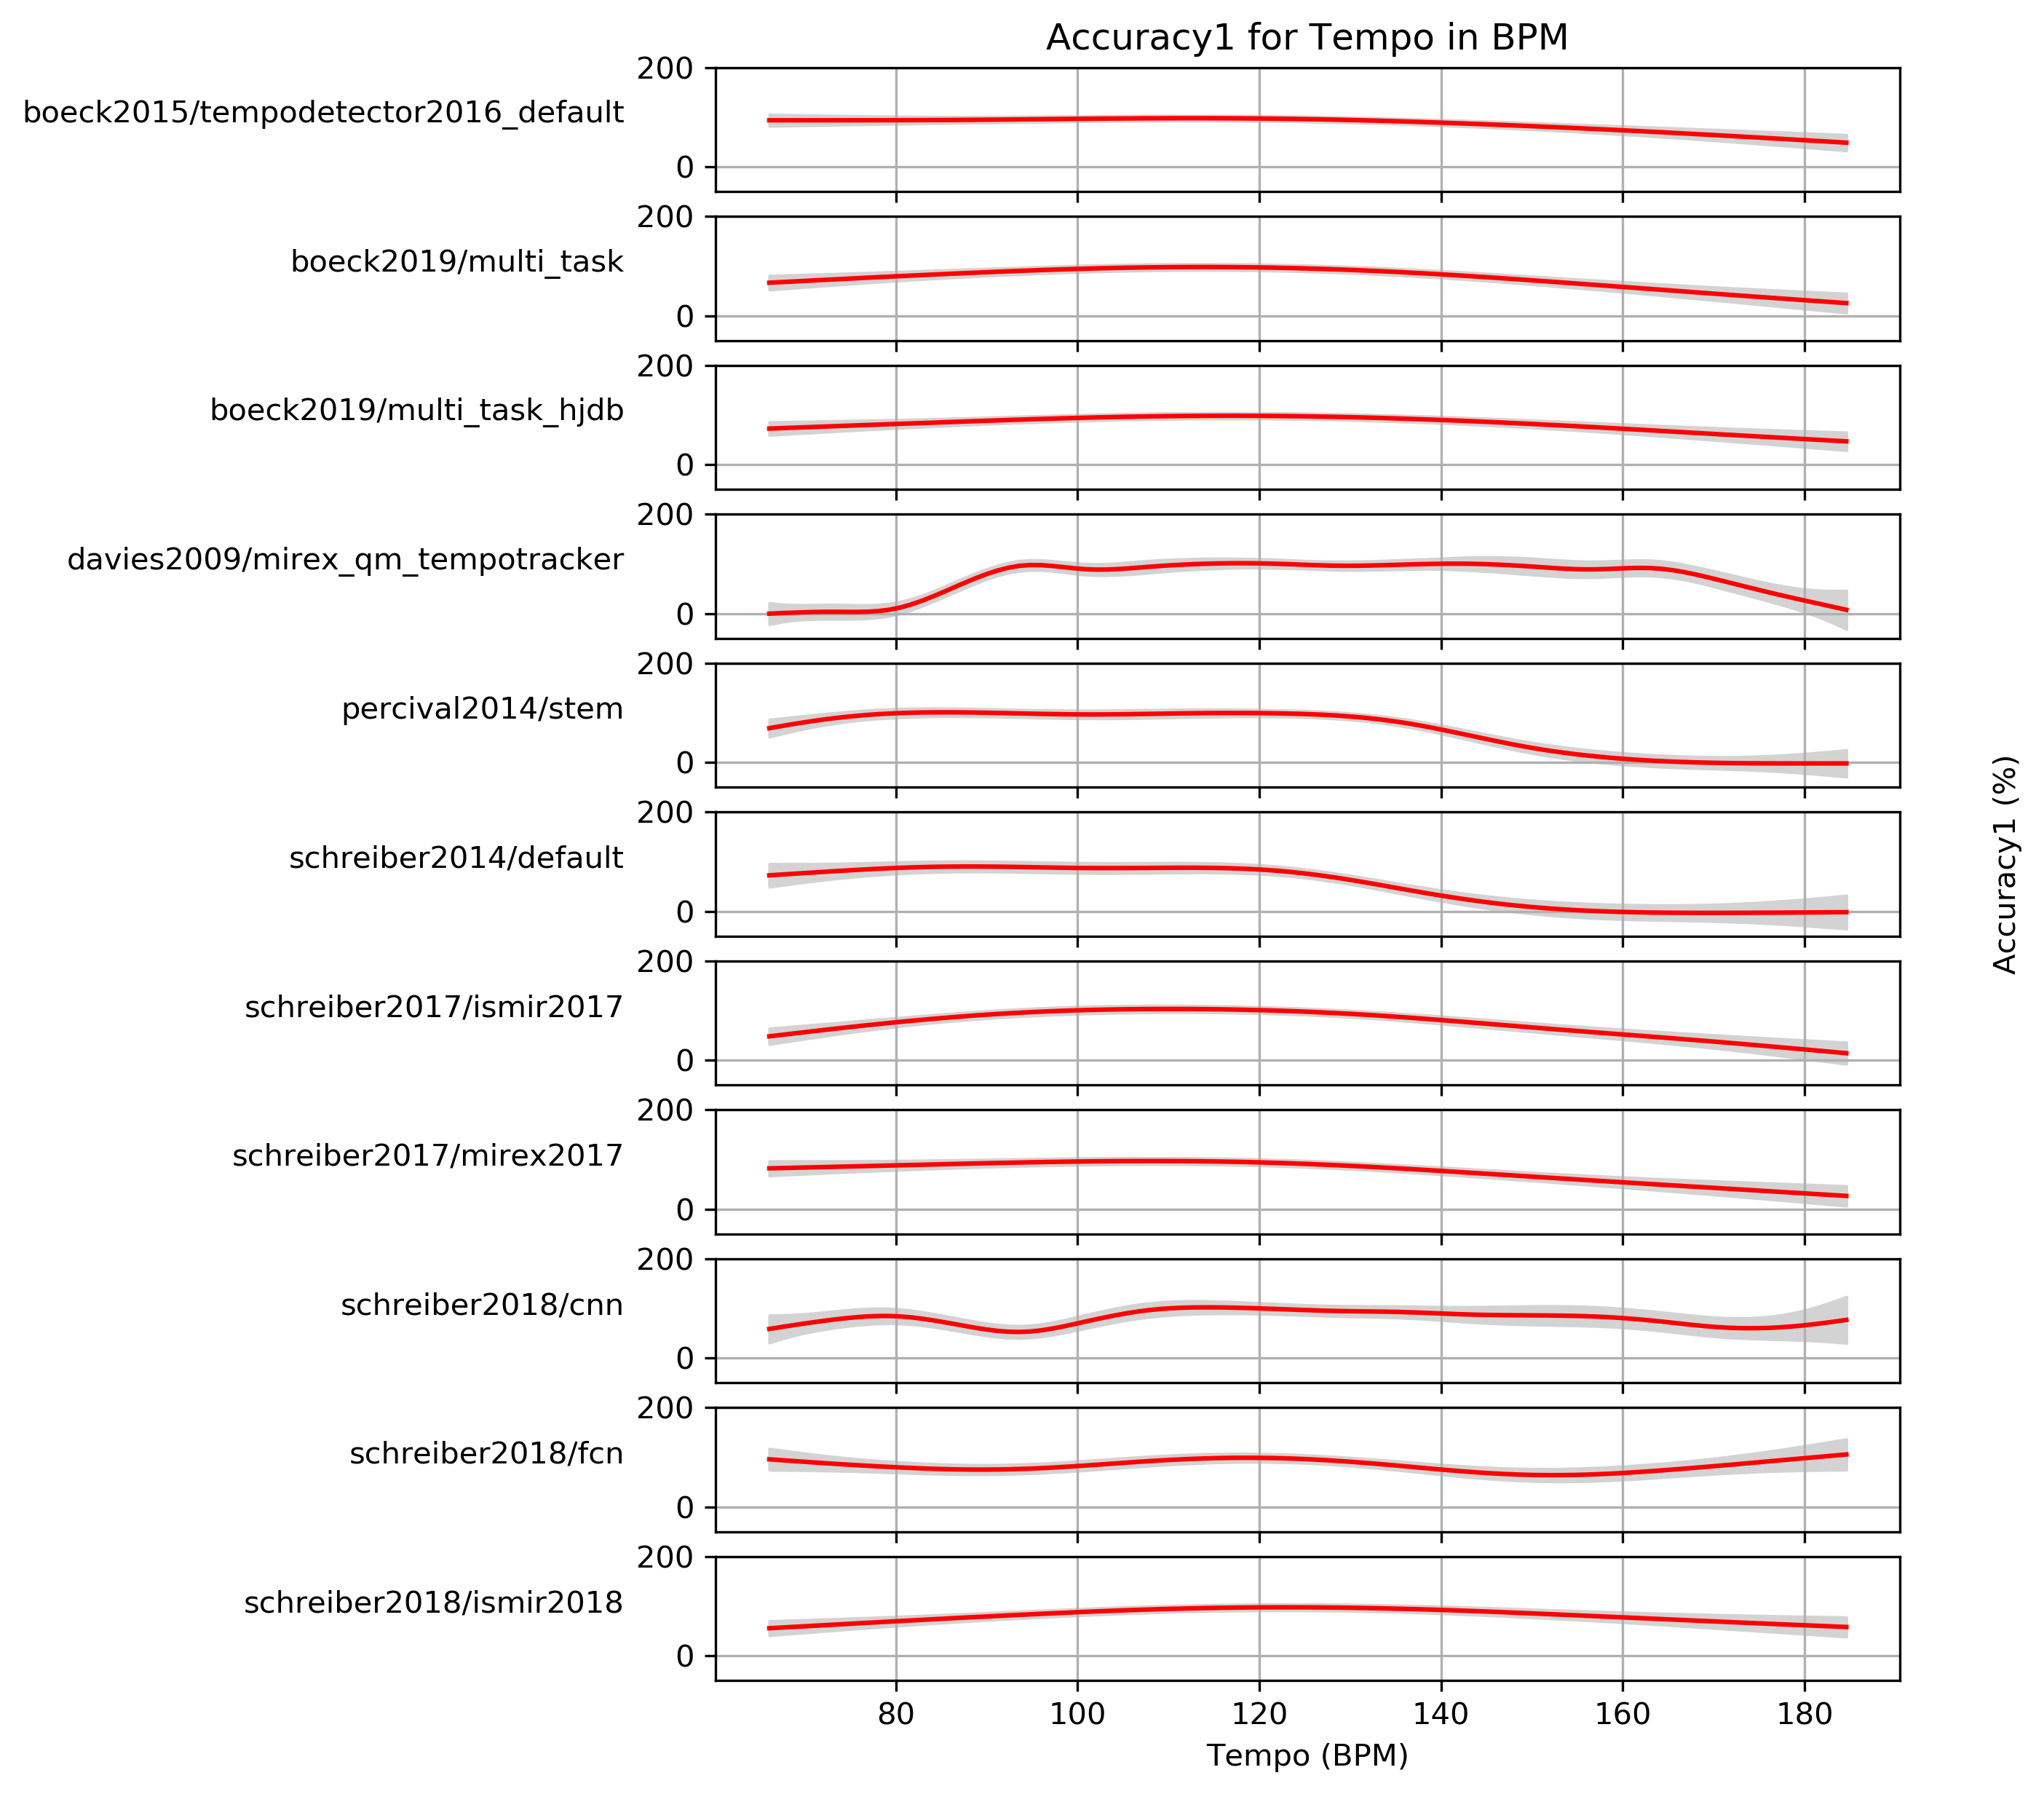 Accuracy1 for Tempo in BPM
200
boeck2015/tempodetector2016_default
0
200
boeck2019/multi_task
0
200
boeck2019/multi_task_hjdb
0
200
davies2009/mirex_qm_tempotracker
0
200
percival2014/stem
0
200
schreiber2014/default
0
200
schreiber2017/ismir2017
0
200
schreiber2017/mirex2017
0
200
schreiber2018/cnn
0
200
schreiber2018/fcn
0
200
schreiber2018/ismir2018
0
80 100 120 140 160 180
Tempo (BPM)
Accuracy1 (%)